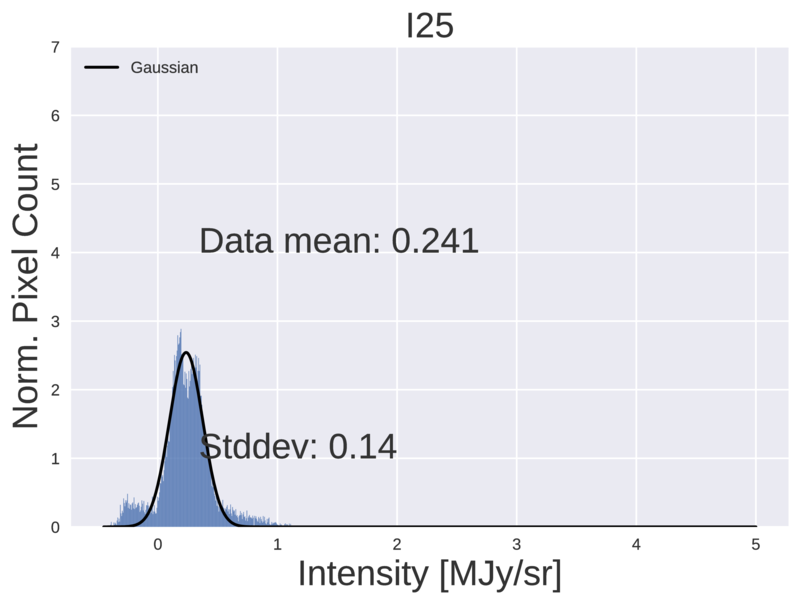 I25
7
Gaussian
6
5
Data mean: 0.241
4
3
2
Stddev: 0.14
1
0
0 1 2 3 4 5
Norm. Pixel Count
Intensity [MJy/sr]